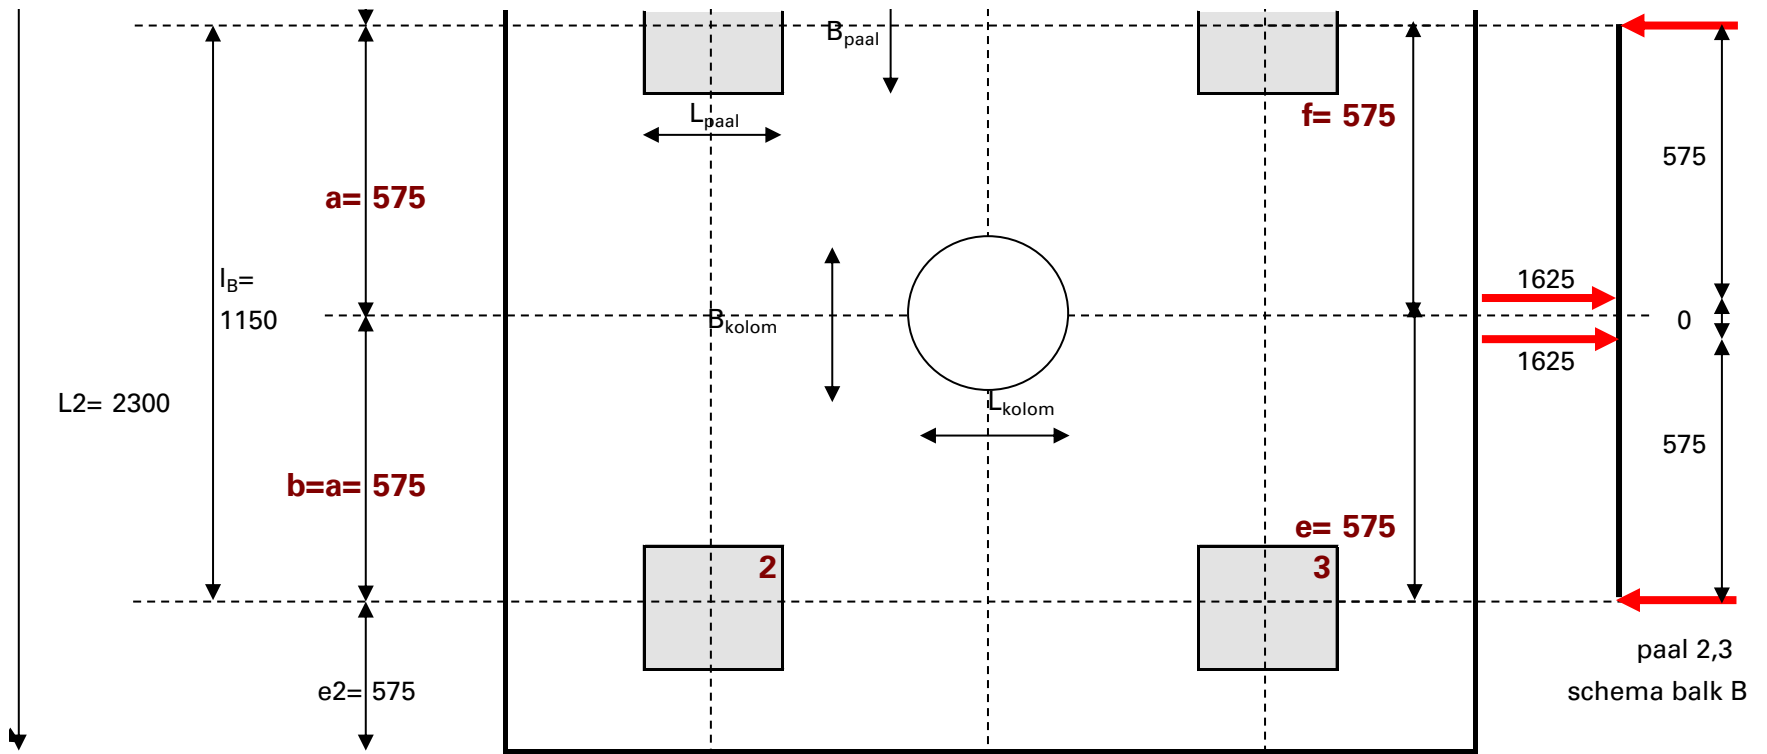 Bpaal
Lpaal
f= 575
575
a= 575
lB=
1150
1625
Bkolom
0
1625
L2= 2300
Lkolom
575
b=a= 575
e= 575
2
3
paal 2,3
e2= 575
schema balk B